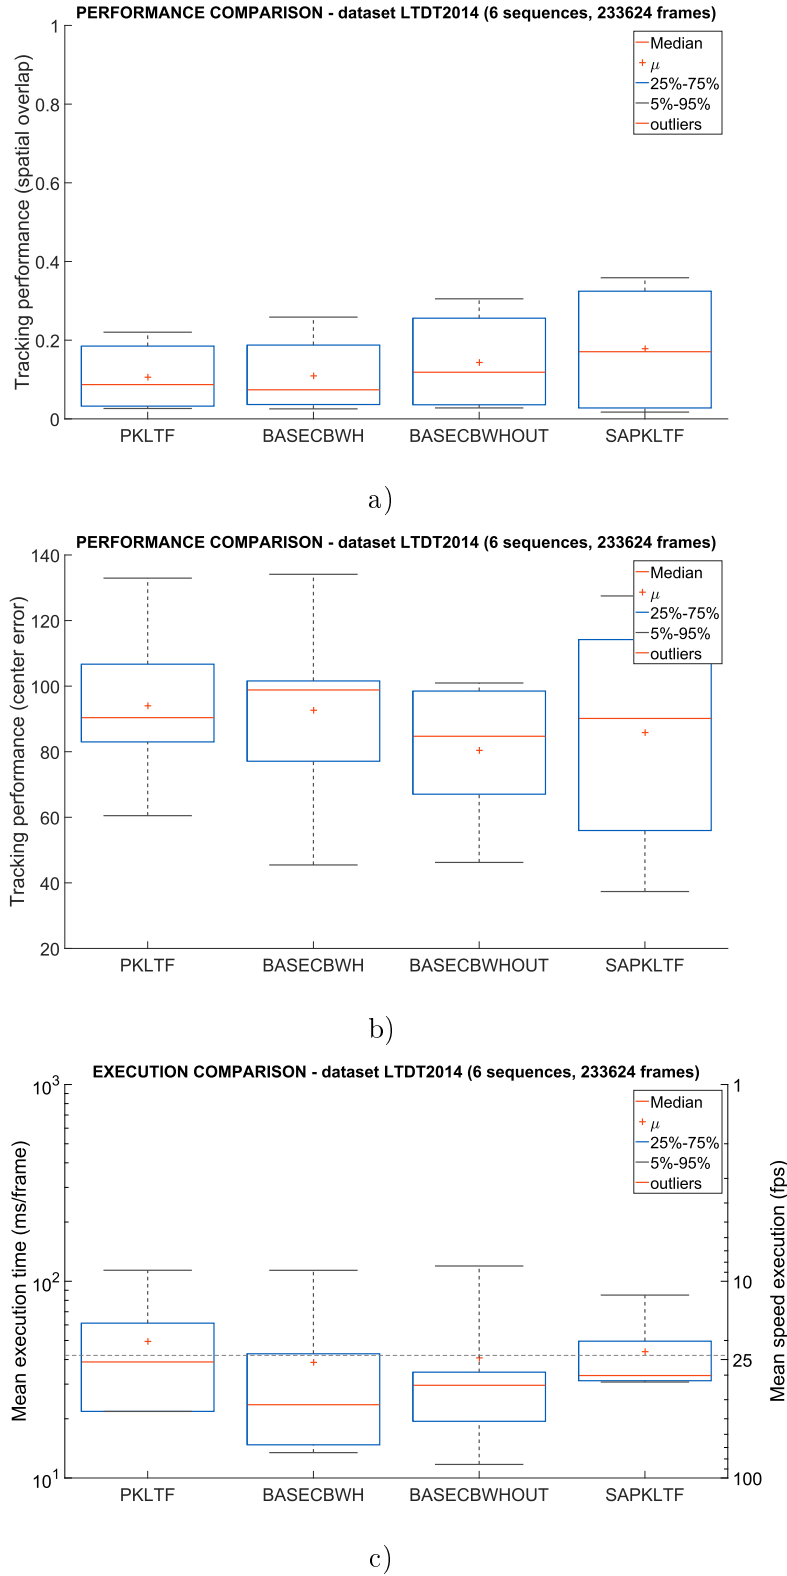 PERFORMANCE COMPARISON - dataset LTDT2014 (6 sequences, 233624 frames)
Tracking performance (spatial overlap)
1
0.8
0.6
0.4
0.2
0
Median
μ
25%-75%
5%-95%
outliers
PKLTF BASECBWH BASECBWHOUT SAPKLTF
a)
PERFORMANCE COMPARISON - dataset LTDT2014 (6 sequences, 233624 frames)
Tracking performance (center error)
140
120
100
80
60
40
20
Median
μ
25%-75%
5%-95%
outliers
PKLTF BASECBWH BASECBWHOUT SAPKLTF
b)
EXECUTION COMPARISON - dataset LTDT2014 (6 sequences, 233624 frames)
Mean execution time (ms/frame)
10³
10²
10¹
Median
μ
25%-75%
5%-95%
outliers
1
10
25
100
Mean speed execution (fps)
PKLTF BASECBWH BASECBWHOUT SAPKLTF
c)